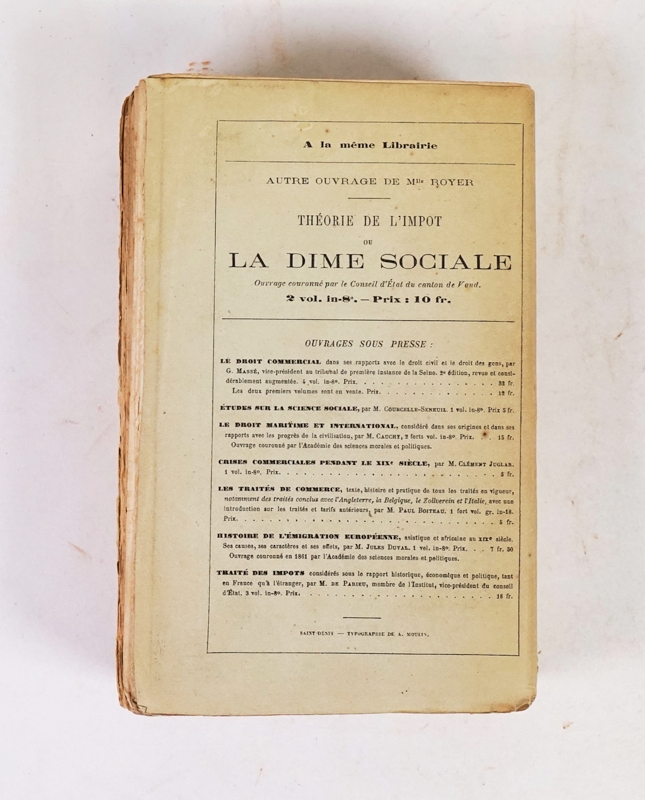 A la même Librairie
AUTRE OUVRAGE DE Mlle ROYER
THÉORIE DE L'IMPOT
OU
LA DIME SOCIALE
Ouvrage couronné par le Conseil d'État du canton de Vaud.
2 vol. in-8°. — Prix : 10 fr.
OUVRAGES SOUS PRESSE :
LE DROIT COMMERCIAL dans ses rapports avec le droit civil et le droit des gens, par
G. MASSÉ, vice-président au tribunal de première instance de la Seine. 2e édition, revue et consi-
dérablement augmentée. 4 vol. in-8°. Prix. . . . . . . . . . . . . . . . 32 fr.
Les deux premiers volumes sont en vente. Prix. . . . . . . . . . . . . . 12 fr.
ÉTUDES SUR LA SCIENCE SOCIALE, par M. COURCELLE-SENEUIL. 1 vol. in-8°. Prix 5 fr.
LE DROIT MARITIME ET INTERNATIONAL, considéré dans ses origines et dans ses
rapports avec les progrès de la civilisation, par M. CAUCHY, 2 forts vol. in-8°. Prix. . 15 fr.
Ouvrage couronné par l'Académie des sciences morales et politiques.
CRISES COMMERCIALES PENDANT LE XIXe SIÈCLE, par M. CLÉMENT JUGLAR.
1 vol. in-8°. Prix. . . . . . . . . . . . . . . . . . . . . . . 5 fr.
LES TRAITÉS DE COMMERCE, texte, histoire et pratique de tous les traités en vigueur,
notamment des traités conclus avec l'Angleterre, la Belgique, le Zollverein et l'Italie, avec une
introduction sur les traités et tarifs antérieurs, par M. PAUL BOITEAU. 1 fort vol. gr. in-18.
Prix. . . . . . . . . . . . . . . . . . . . . . . . . . . 5 fr.
HISTOIRE DE L'ÉMIGRATION EUROPÉENNE, asiatique et africaine au XIXe siècle.
Ses causes, ses caractères et ses effets, par M. JULES DUVAL. 1 vol. in-8°. Prix. . . 7 fr. 50
Ouvrage couronné en 1861 par l'Académie des sciences morales et politiques.
TRAITÉ DES IMPOTS considérés sous le rapport historique, économique et politique, tant
en France qu'à l'étranger, par M. DE PARIEU, membre de l'Institut, vice-président du conseil
d'État. 3 vol. in-8°. Prix. . . . . . . . . . . . . . . . . . . . . . 18 fr.
SAINT-DENIS — TYPOGRAPHIE DE A. MOULIN.